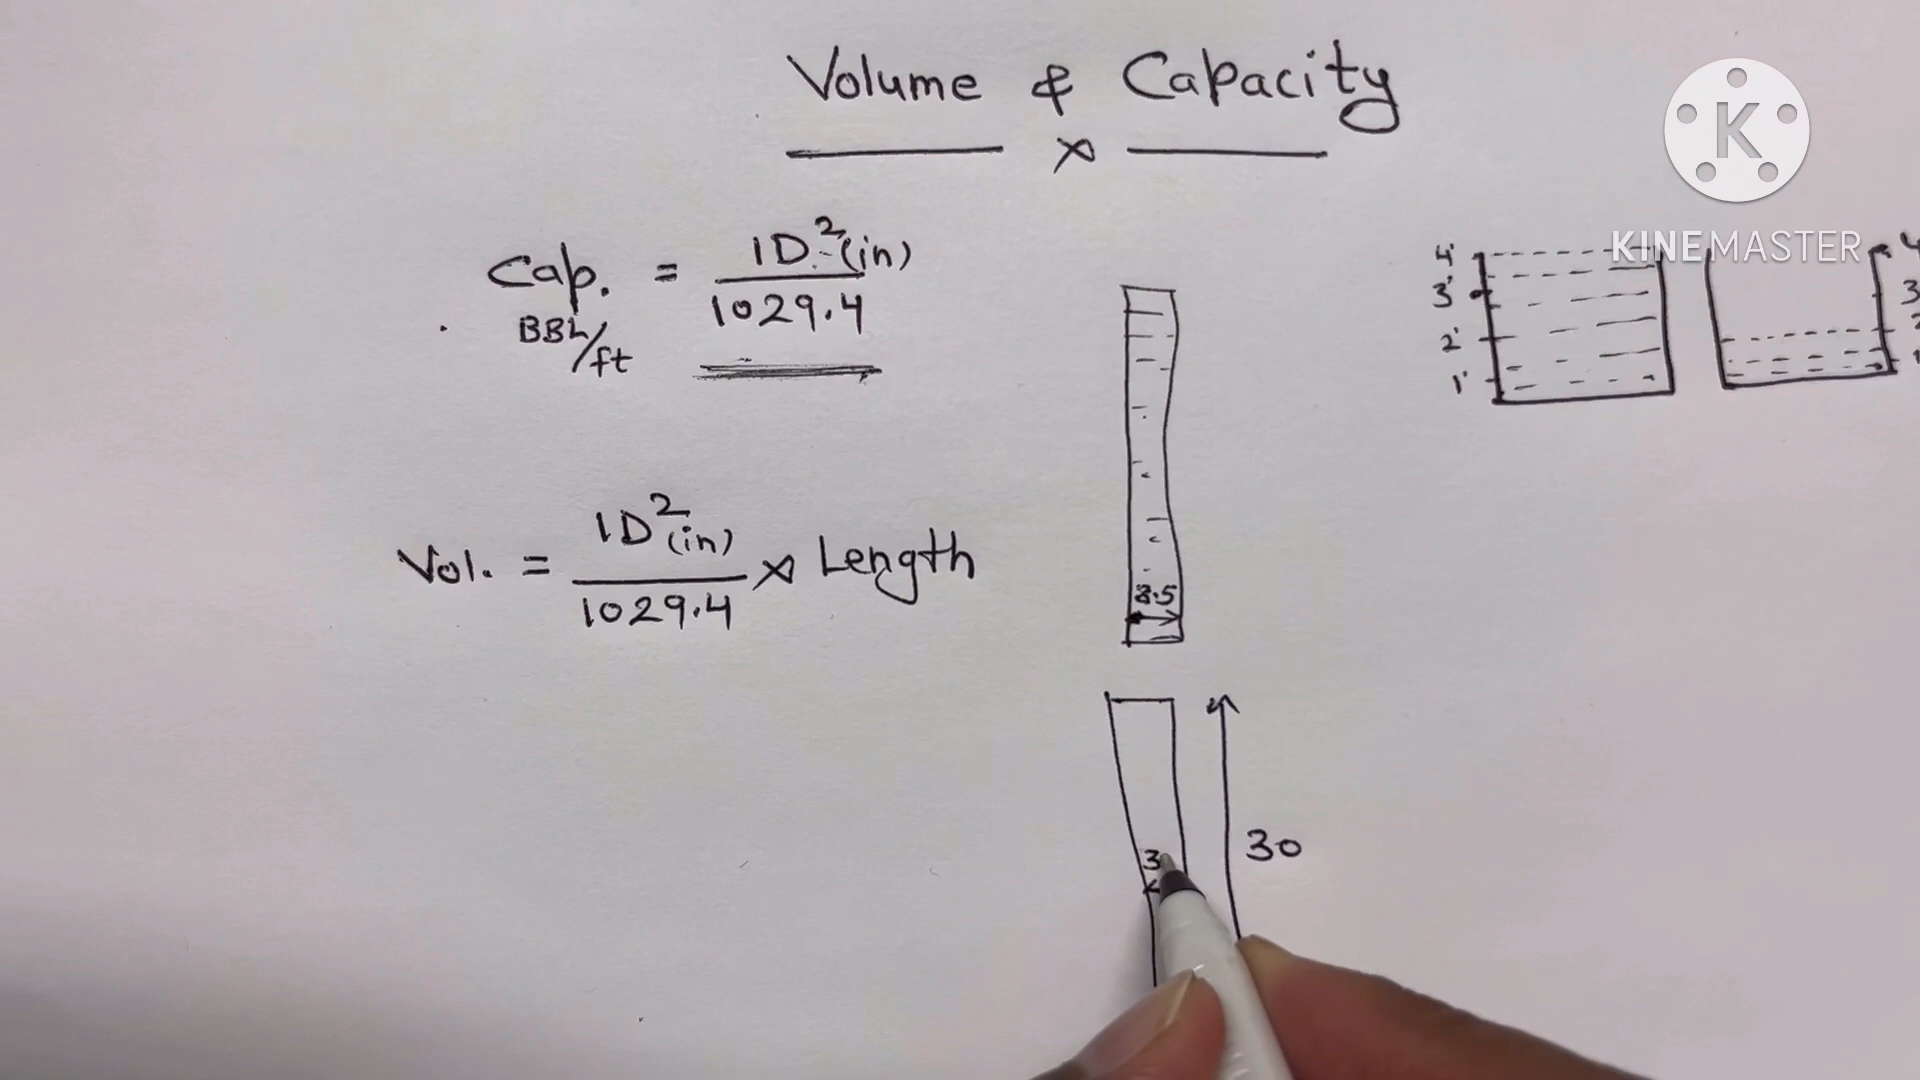 Volume & Capacity
x
Cap. = ID²(in)
1029.4
BBL/ft
Vol. = ID²(in) x Length
1029.4
8.5
30
3
4'
3'
2'
1'
K
KINEMASTER